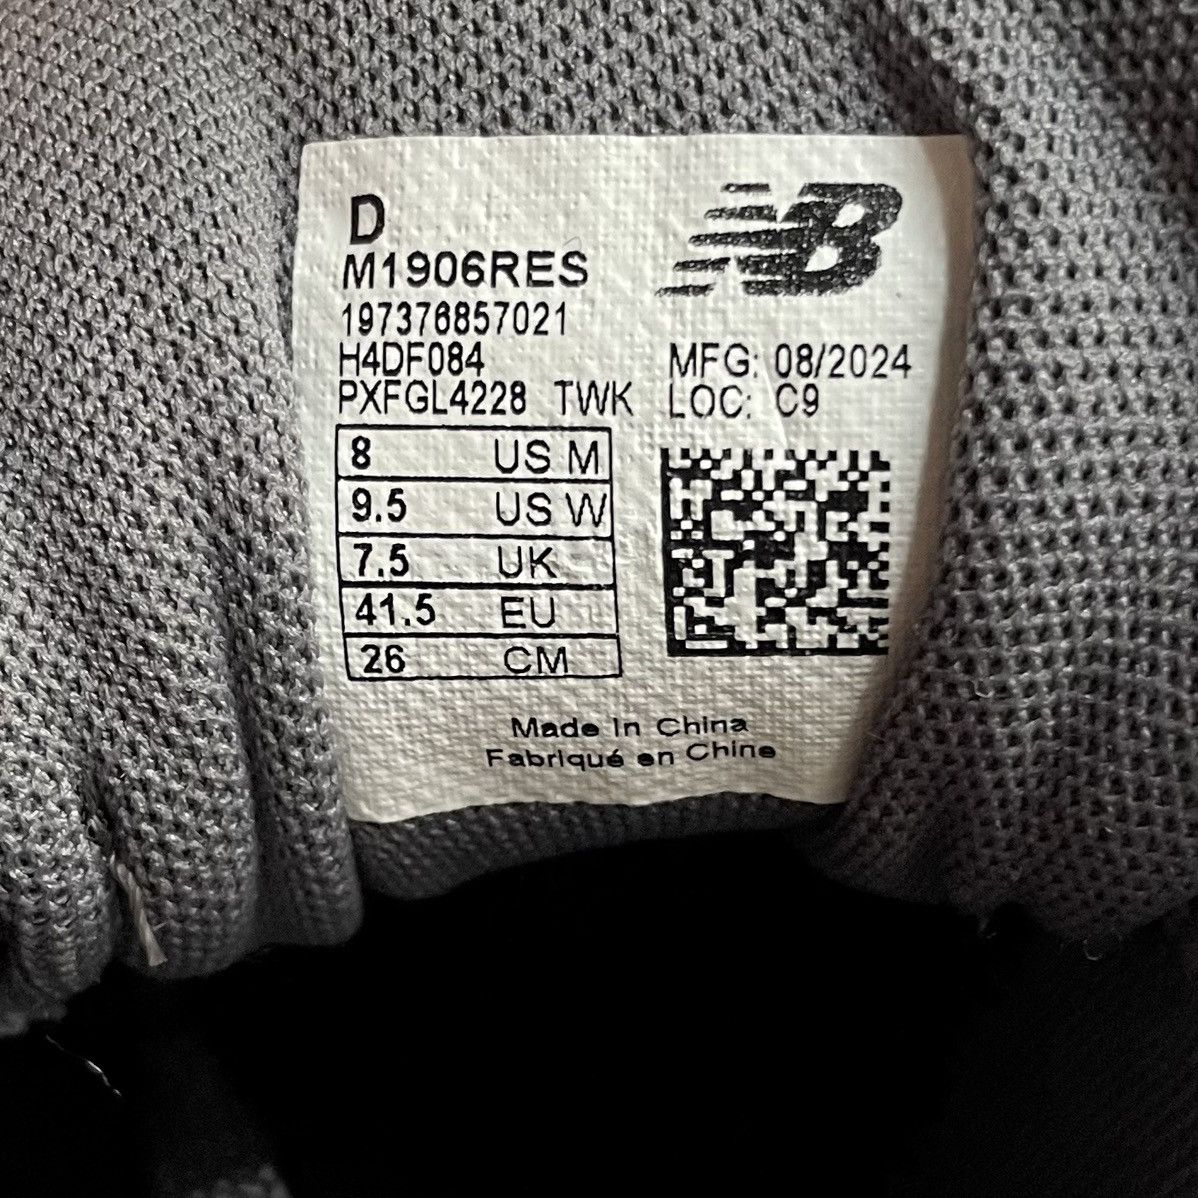 D
NB
M1906RES
197376857021
H4DF084
MFG: 08/2024
PXFGL4228 TWK
LOC: C9
8 US M
9.5 US W
7.5 UK
41.5 EU
26 CM
Made In China
Fabriqué en Chine